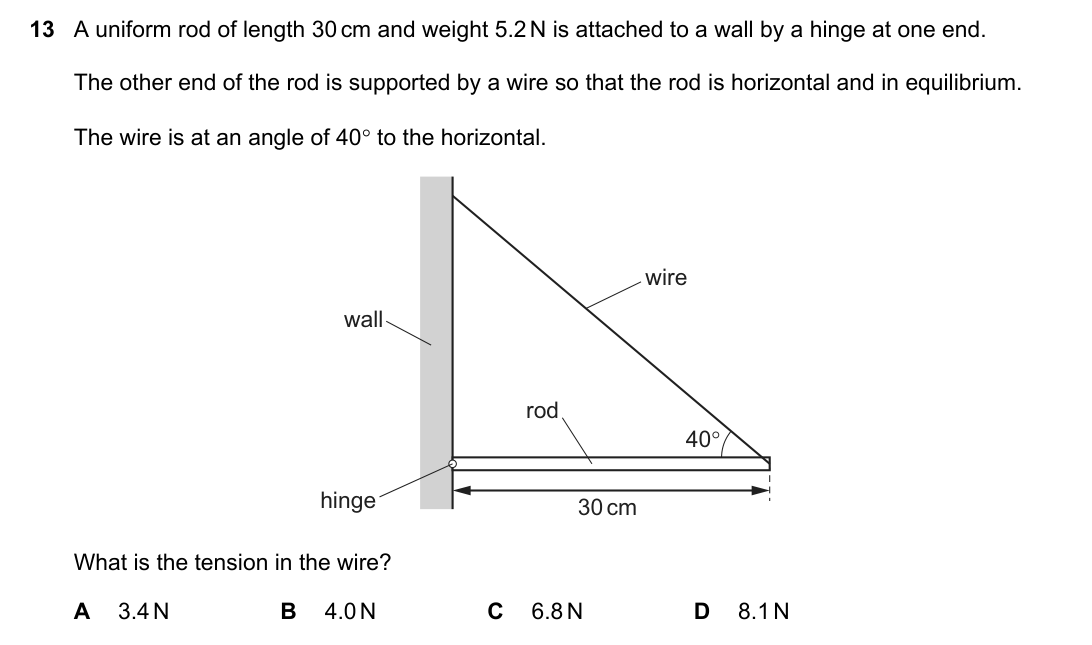 13 A uniform rod of length 30 cm and weight 5.2 N is attached to a wall by a hinge at one end.
The other end of the rod is supported by a wire so that the rod is horizontal and in equilibrium.
The wire is at an angle of 40° to the horizontal.
wire
wall
rod
40°
hinge
30 cm
What is the tension in the wire?
A 3.4 N B 4.0 N C 6.8 N D 8.1 N